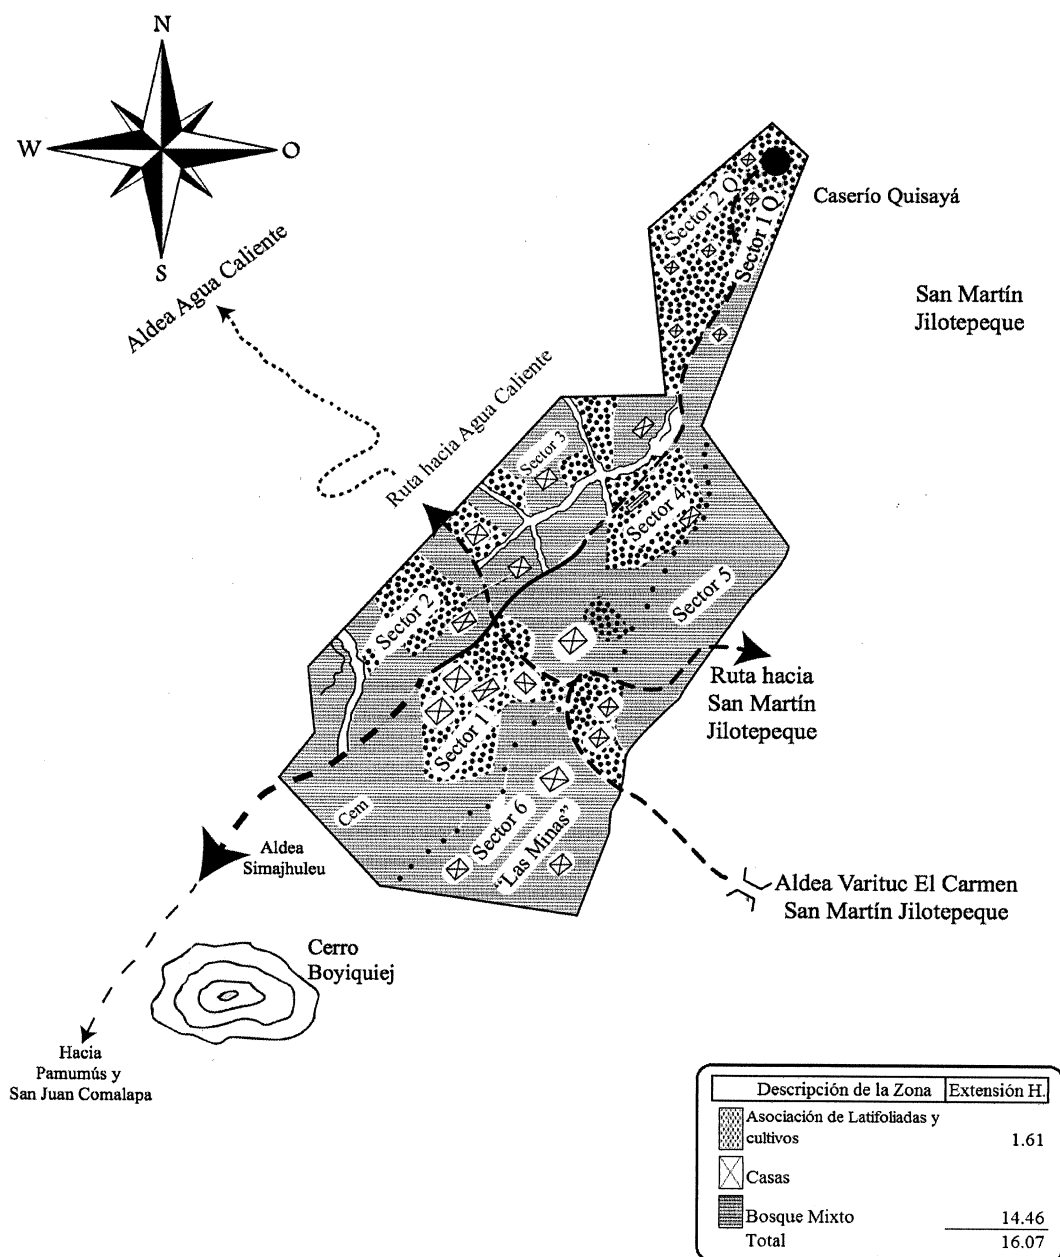 N
W
O
S
Aldea Agua Caliente
Caserío Quisayá
Sector 2 Q
Sector 1 Q
San Martín
Jilotepeque
Ruta hacia Agua Caliente
Sector 3
Sector 4
Sector 2
Sector 5
Ruta hacia
San Martín
Jilotepeque
Sector 1
Cem
Sector 6
"Las Minas"
Aldea
Simajhuleu
Aldea Varituc El Carmen
San Martín Jilotepeque
Cerro
Boyiquiej
Hacia
Pamumús y
San Juan Comalapa
Descripción de la Zona Extensión H.
Asociación de Latifoliadas y
cultivos 1.61
Casas
Bosque Mixto 14.46
Total 16.07